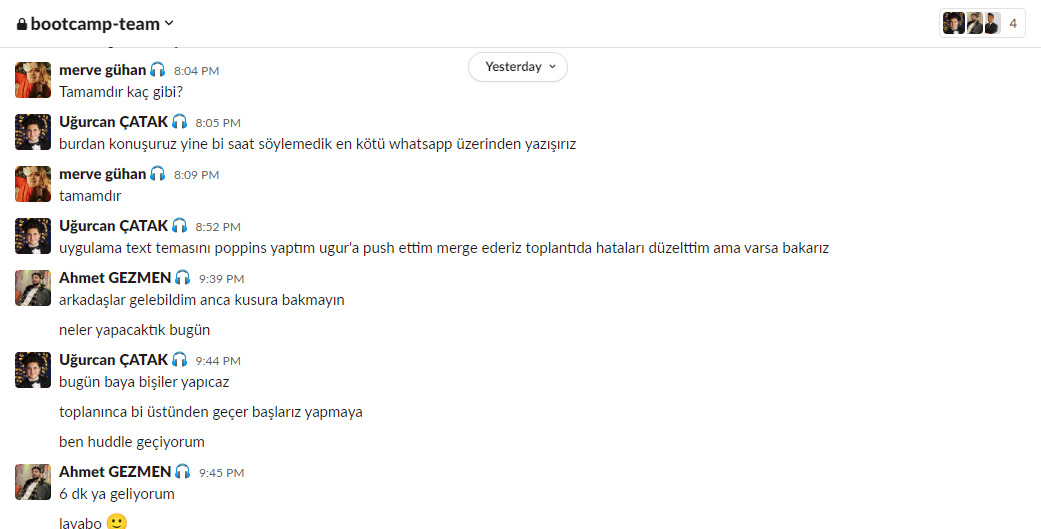 bootcamp-team
4
Yesterday
merve gühan 8:04 PM
Tamamdır kaç gibi?
Uğurcan ÇATAK 8:05 PM
burdan konuşuruz yine bi saat söylemedik en kötü whatsapp üzerinden yazışırız
merve gühan 8:09 PM
tamamdır
Uğurcan ÇATAK 8:52 PM
uygulama text temasını poppins yaptım ugur'a push ettim merge ederiz toplantıda hataları düzelttim ama varsa bakarız
Ahmet GEZMEN 9:39 PM
arkadaşlar gelebildim anca kusura bakmayın
neler yapacaktık bugün
Uğurcan ÇATAK 9:44 PM
bugün baya bişiler yapıcaz
toplanınca bi üstünden geçer başlarız yapmaya
ben huddle geçiyorum
Ahmet GEZMEN 9:45 PM
6 dk ya geliyorum
lavabo 🙂